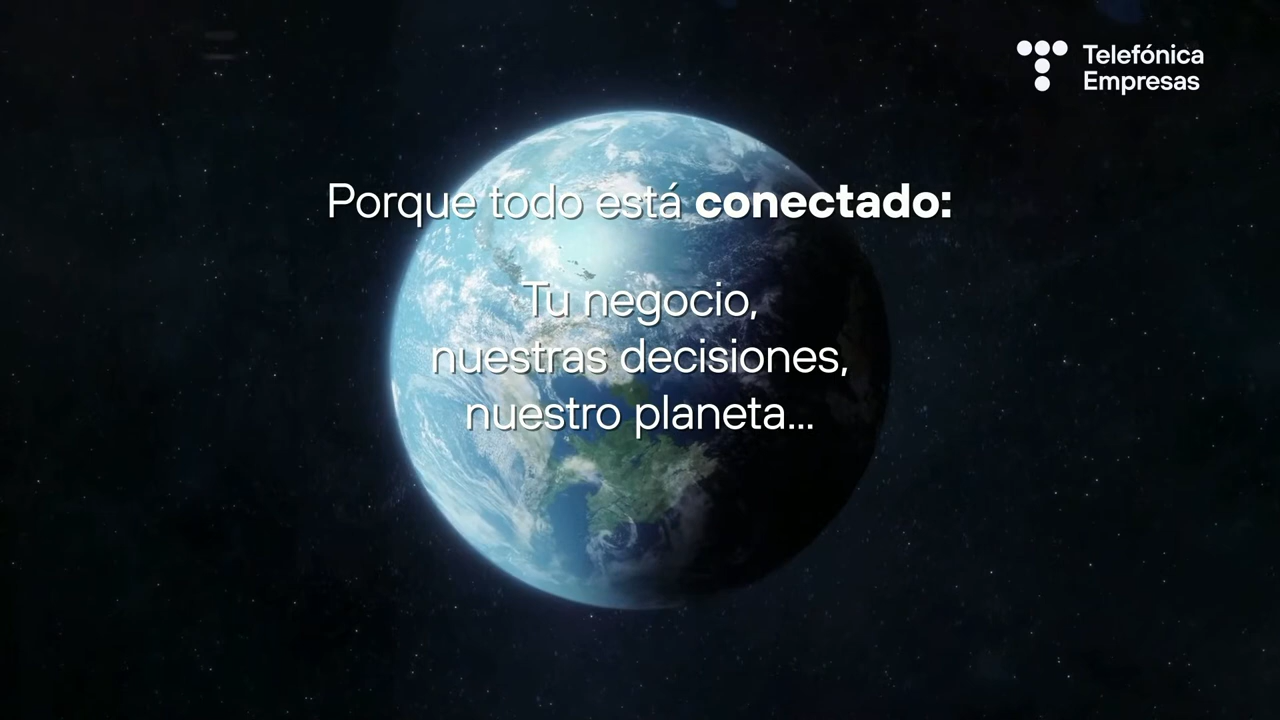 Telefónica
Empresas
Porque todo está conectado:
Tu negocio,
nuestras decisiones,
nuestro planeta...